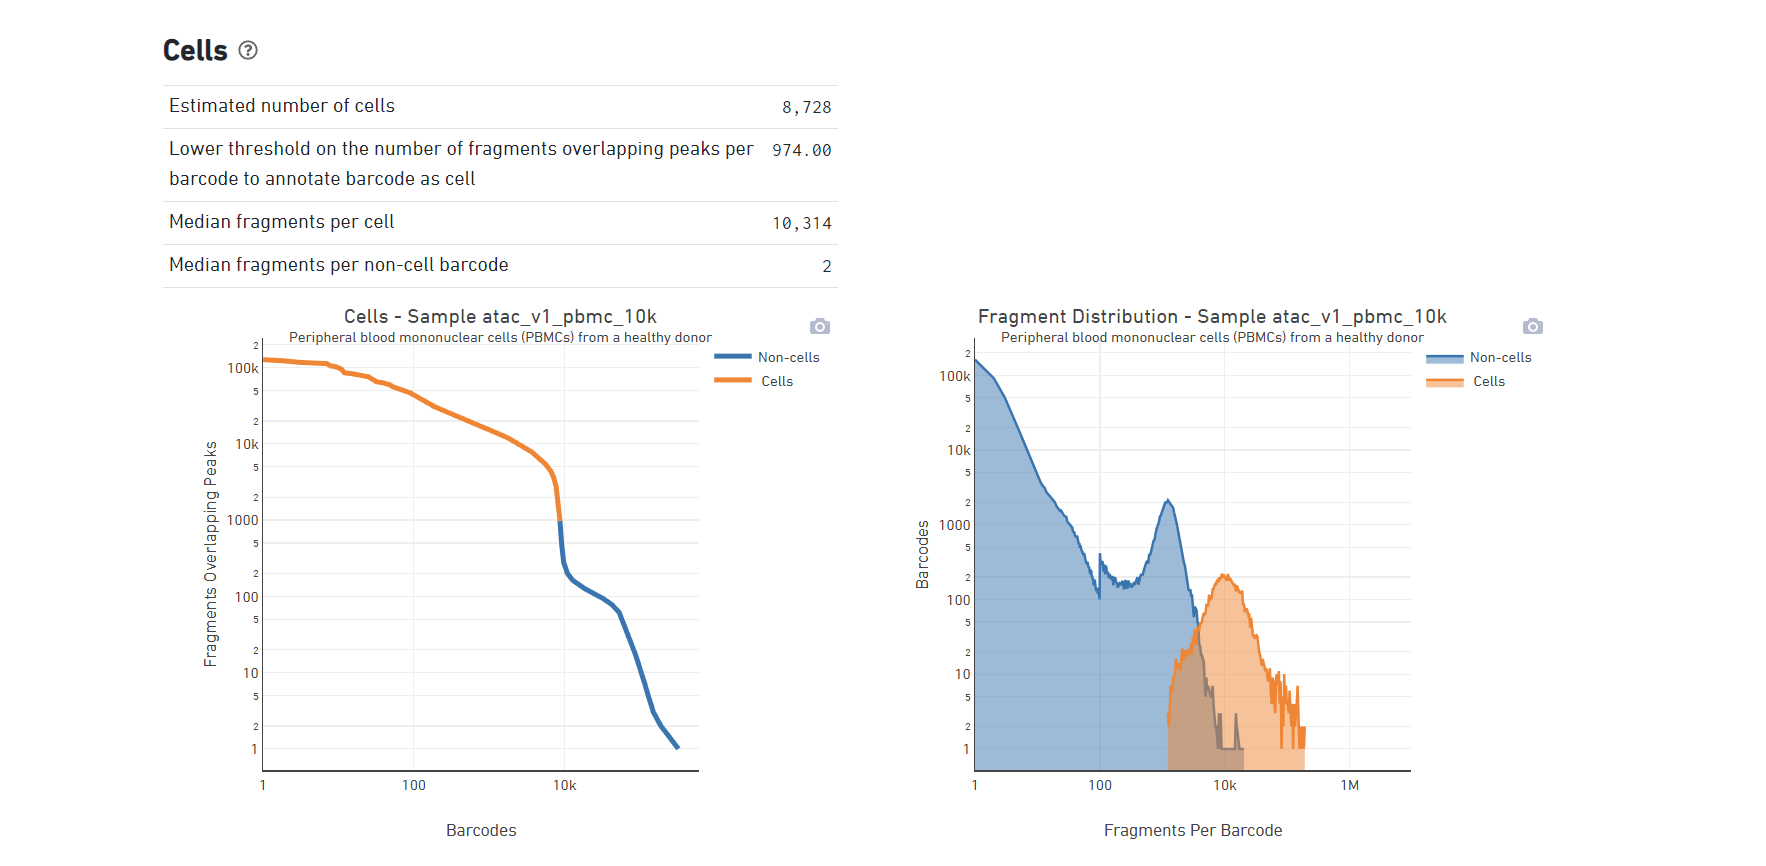 Cells ?
Estimated number of cells 8,728
Lower threshold on the number of fragments overlapping peaks per 974.00
barcode to annotate barcode as cell
Median fragments per cell 10,314
Median fragments per non-cell barcode 2
Cells - Sample atac_v1_pbmc_10k
Peripheral blood mononuclear cells (PBMCs) from a healthy donor
Non-cells
Cells
Fragments Overlapping Peaks
2
100k
5
2
10k
5
2
1000
5
2
100
5
2
10
5
2
1
1 100 10k
Barcodes
Fragment Distribution - Sample atac_v1_pbmc_10k
Peripheral blood mononuclear cells (PBMCs) from a healthy donor
Non-cells
Cells
Barcodes
2
100k
5
2
10k
5
2
1000
5
2
100
5
2
10
5
2
1
1 100 10k 1M
Fragments Per Barcode